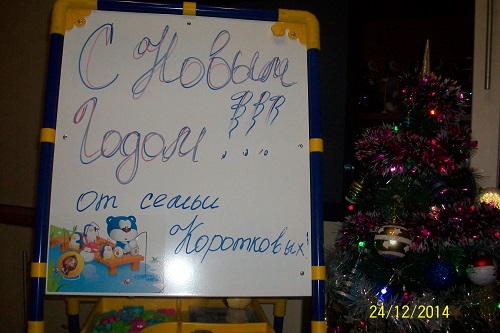 С Новым
Годом!!!
от семьи
Коротковых!
24/12/2014